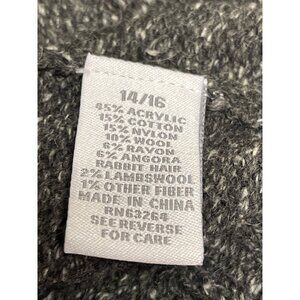 14/16
45% ACRYLIC
15% COTTON
15% NYLON
10% WOOL
6% RAYON
6% ANGORA
RABBIT HAIR
2% LAMBSWOOL
1% OTHER FIBER
MADE IN CHINA
RN63264
SEE REVERSE
FOR CARE